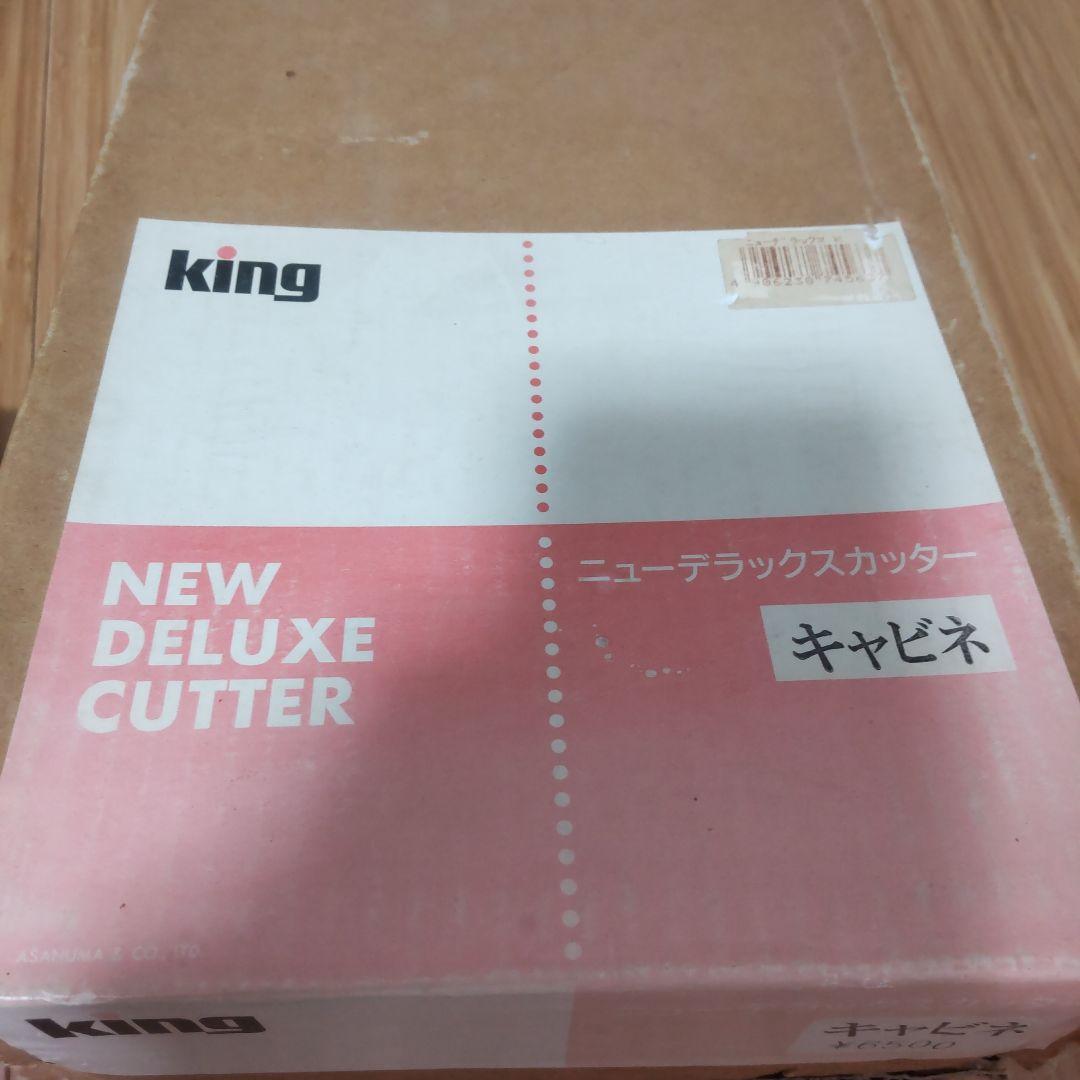 king
NEW
DELUXE
CUTTER
ニューデラックスカッター
キャビネ
ASANUMA & CO., LTD.
king
キャビネ
¥6500